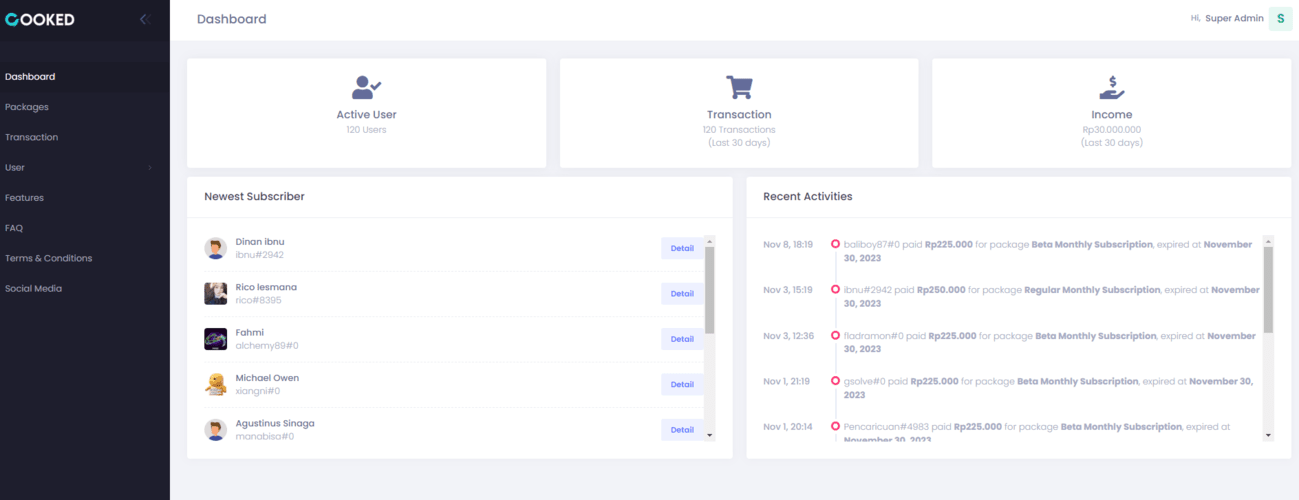 COOKED
Dashboard
Packages
Transaction
User
Features
FAQ
Terms & Conditions
Social Media
Dashboard
Hi, Super Admin S
Active User
120 Users
Transaction
120 Transactions
(Last 30 days)
Income
Rp30.000.000
(Last 30 days)
Newest Subscriber
Dinan ibnu
ibnu#2942
Detail
Rico lesmana
rico#8395
Detail
Fahmi
alchemy89#0
Detail
Michael Owen
xiangni#0
Detail
Agustinus Sinaga
manabisa#0
Detail
Recent Activities
Nov 8, 18:19 baliboy87#0 paid Rp225.000 for package Beta Monthly Subscription, expired at November
30, 2023
Nov 3, 15:19 ibnu#2942 paid Rp250.000 for package Regular Monthly Subscription, expired at November
30, 2023
Nov 3, 12:36 fladramon#0 paid Rp225.000 for package Beta Monthly Subscription, expired at November
30, 2023
Nov 1, 21:19 gsolve#0 paid Rp225.000 for package Beta Monthly Subscription, expired at November 30,
2023
Nov 1, 20:14 Pencaricuan#4983 paid Rp225.000 for package Beta Monthly Subscription, expired at
November 30, 2023